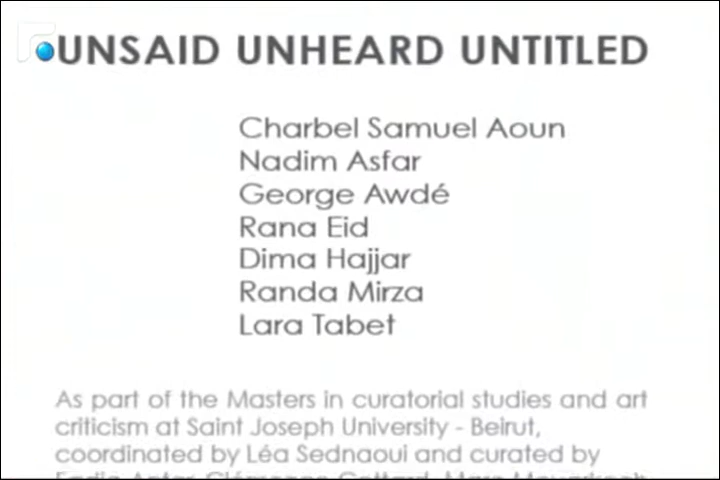 UNSAID UNHEARD UNTITLED
Charbel Samuel Aoun
Nadim Asfar
George Awdé
Rana Eid
Dima Hajjar
Randa Mirza
Lara Tabet
As part of the Masters in curatorial studies and art
criticism at Saint Joseph University - Beirut,
coordinated by Léa Sednaoui and curated by